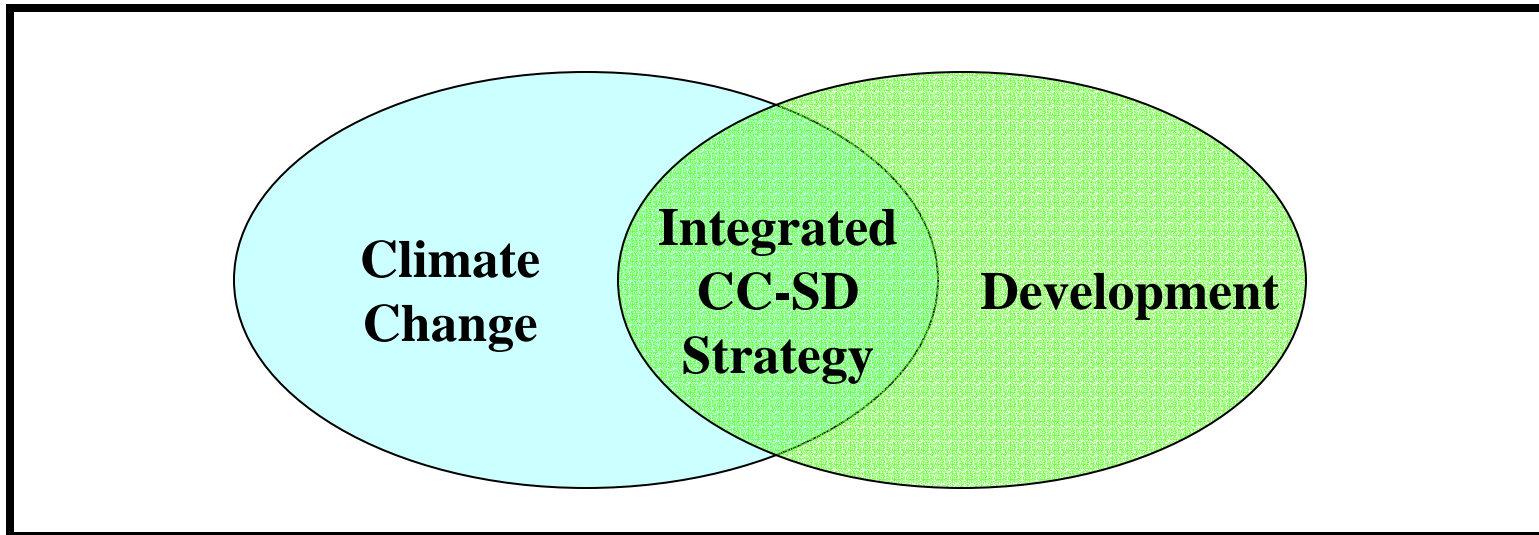 Climate
Change
Integrated
CC-SD
Strategy
Development